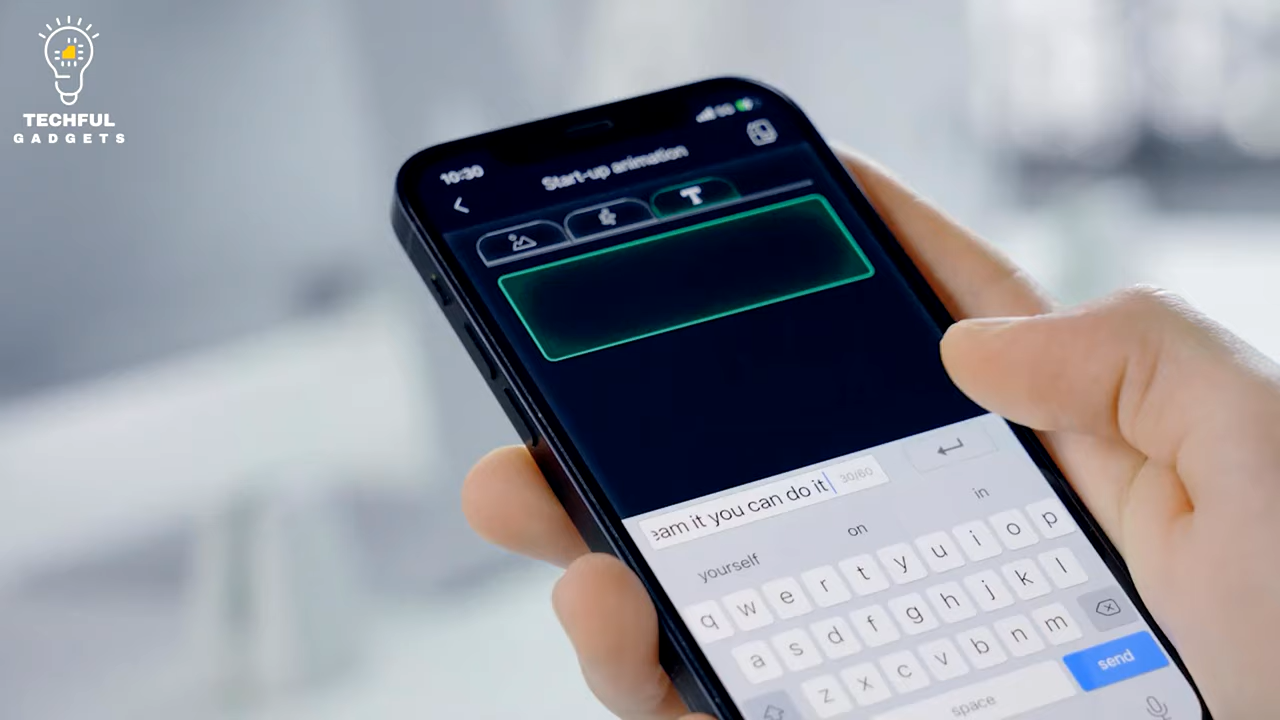 TECHFUL
GADGETS
10:30
Start-up animation
T
eam it you can do it
30/60
yourself
on
in
q w e r t y u i o p
a s d f g h j k l
z x c v b n m
space
send